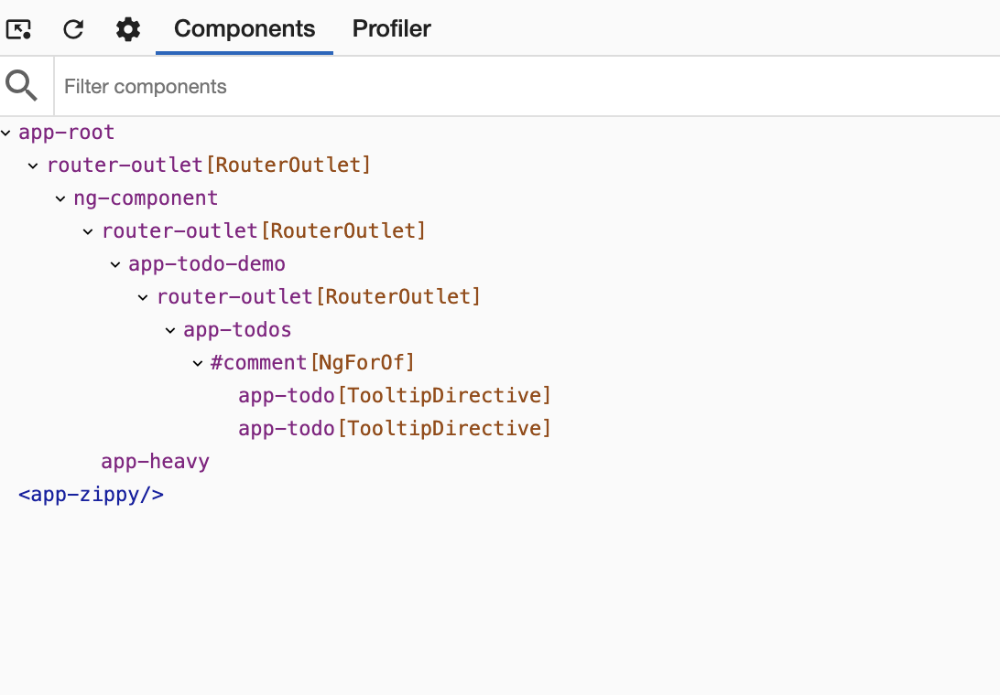 Components Profiler
Filter components
app-root
router-outlet[RouterOutlet]
ng-component
router-outlet[RouterOutlet]
app-todo-demo
router-outlet[RouterOutlet]
app-todos
#comment[NgForOf]
app-todo[TooltipDirective]
app-todo[TooltipDirective]
app-heavy
<app-zippy/>